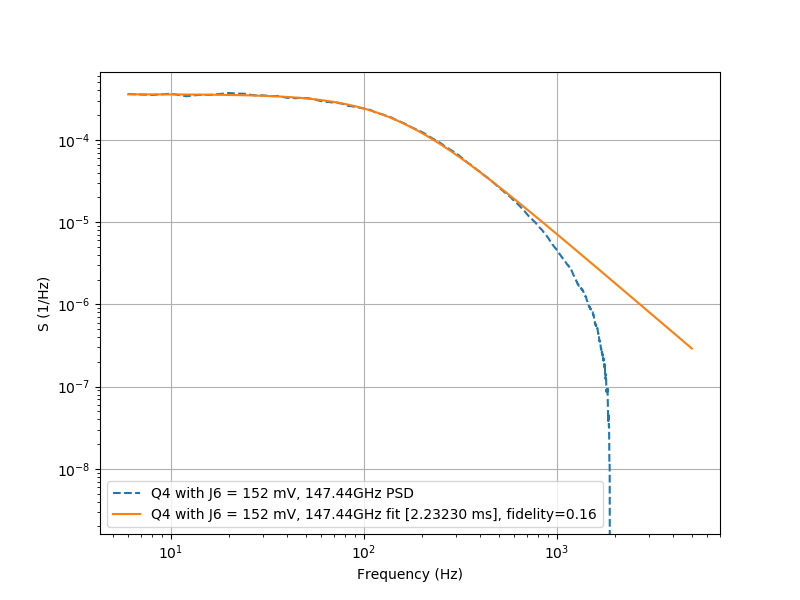 10⁻⁴
10⁻⁵
10⁻⁶
10⁻⁷
10⁻⁸
S (1/Hz)
Q4 with J6 = 152 mV, 147.44GHz PSD
Q4 with J6 = 152 mV, 147.44GHz fit [2.23230 ms], fidelity=0.16
10¹ 10² 10³
Frequency (Hz)